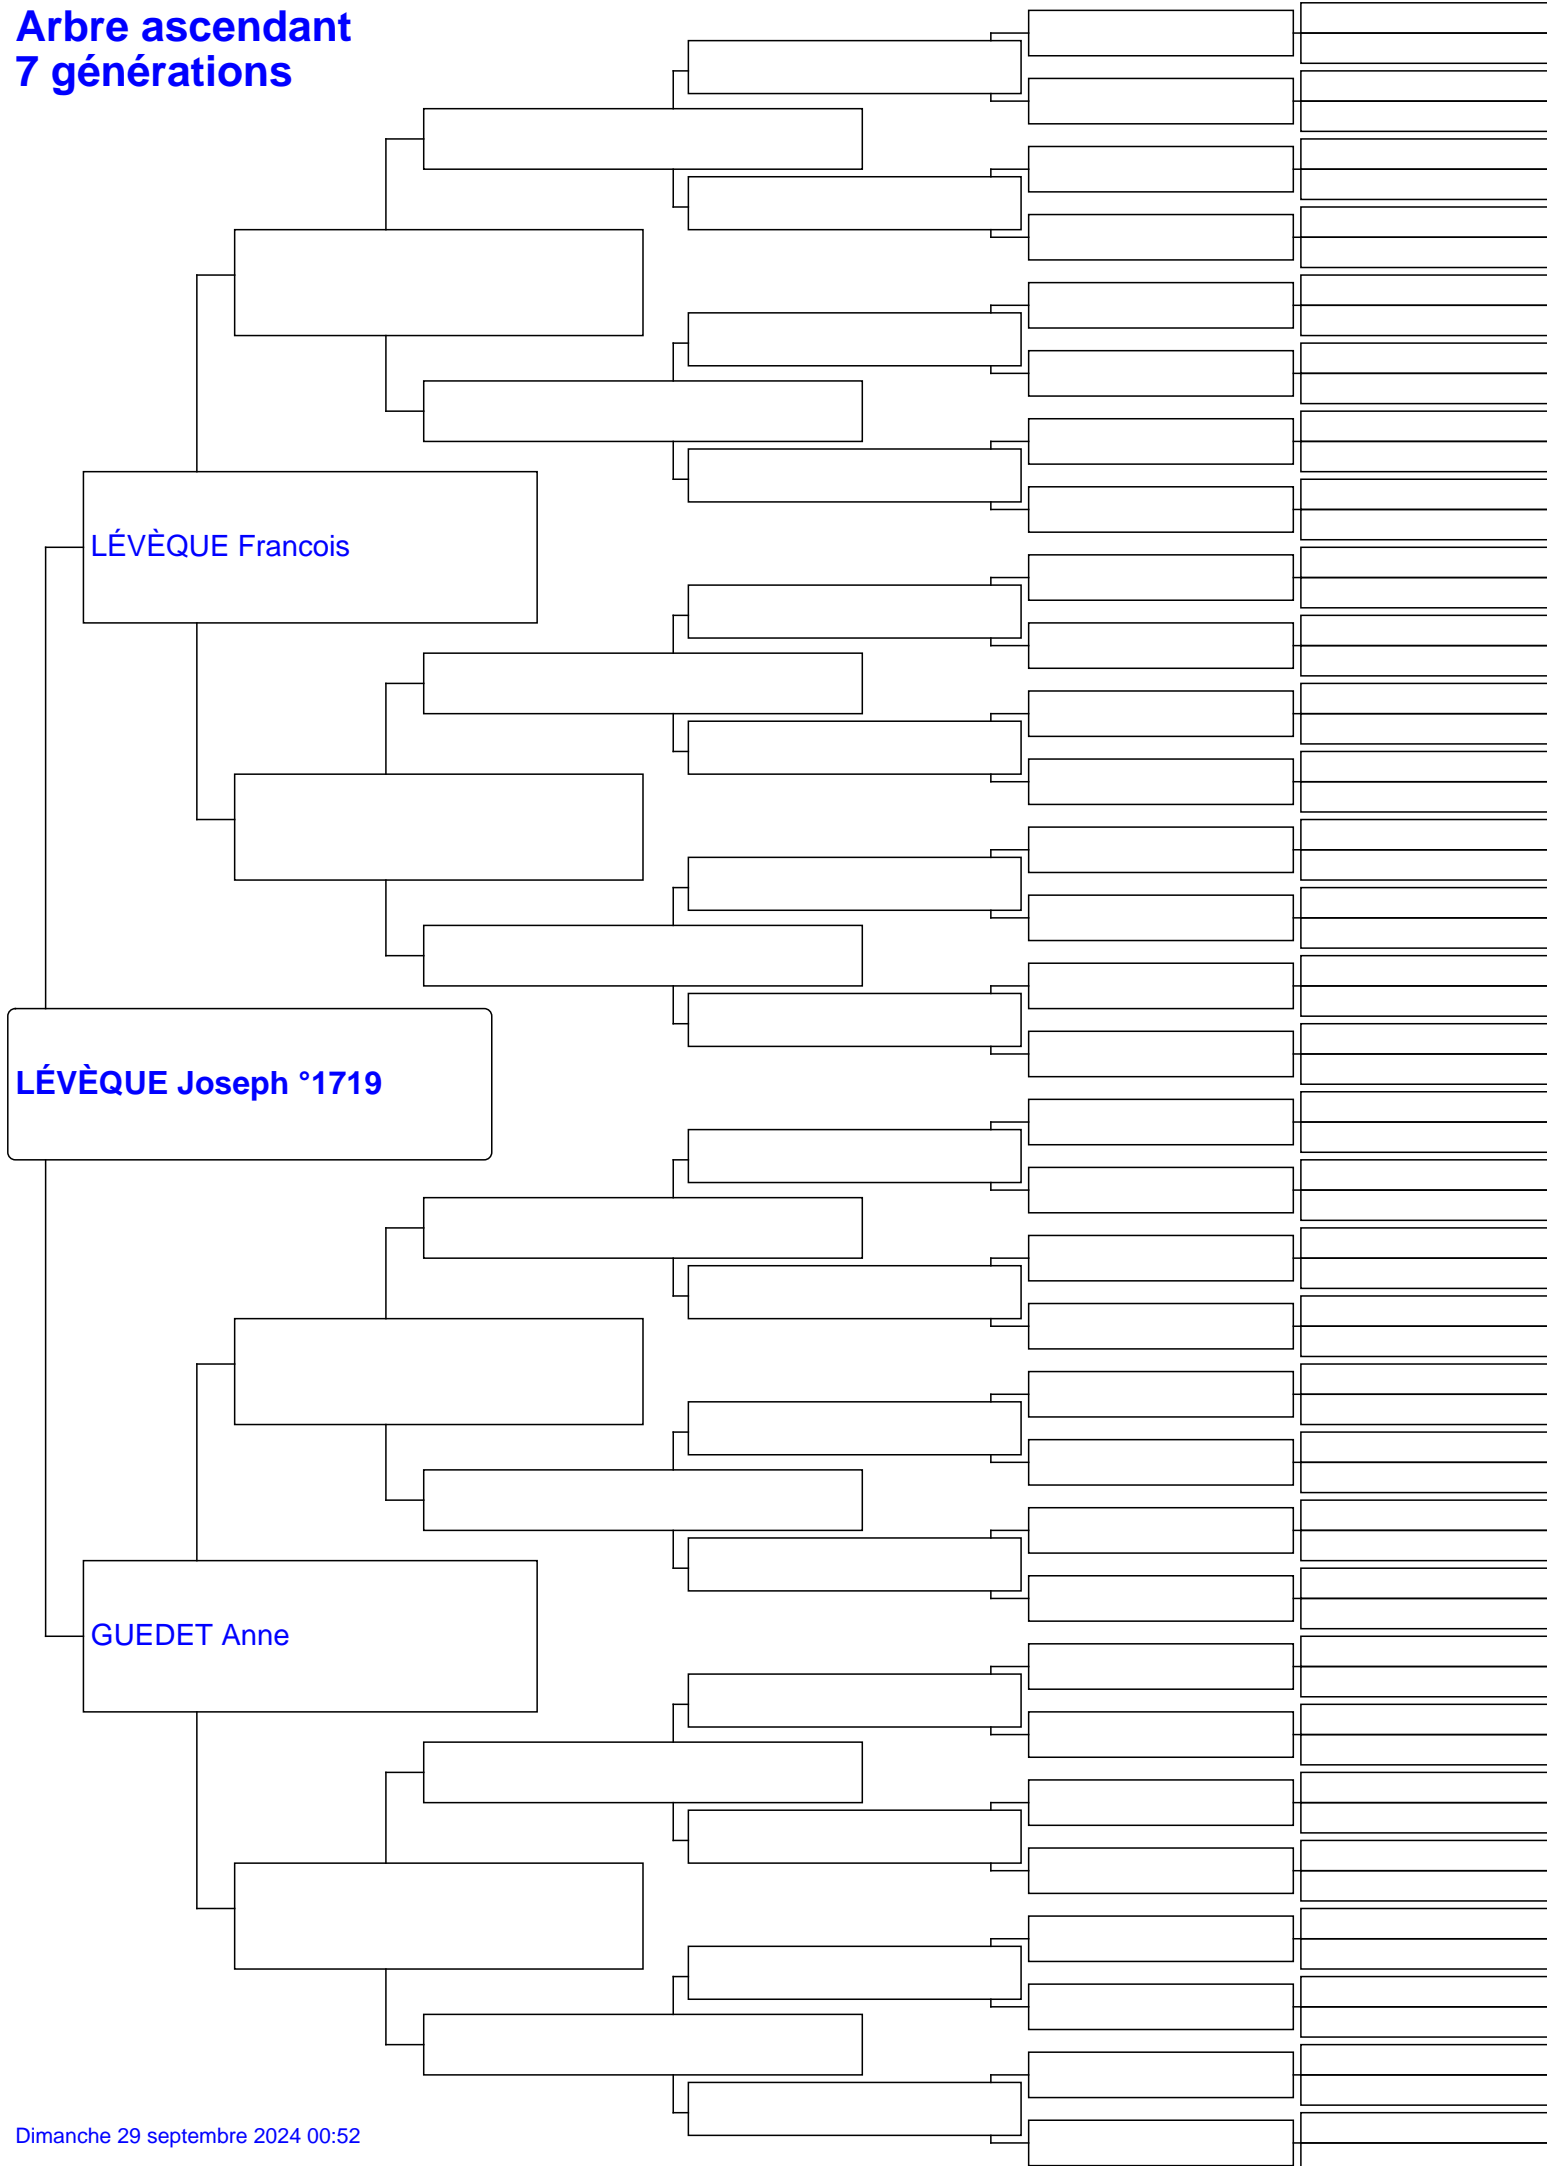 Arbre ascendant
7 générations
LÉVÈQUE Francois
LÉVÈQUE Joseph °1719
GUEDET Anne
Dimanche 29 septembre 2024 00:52